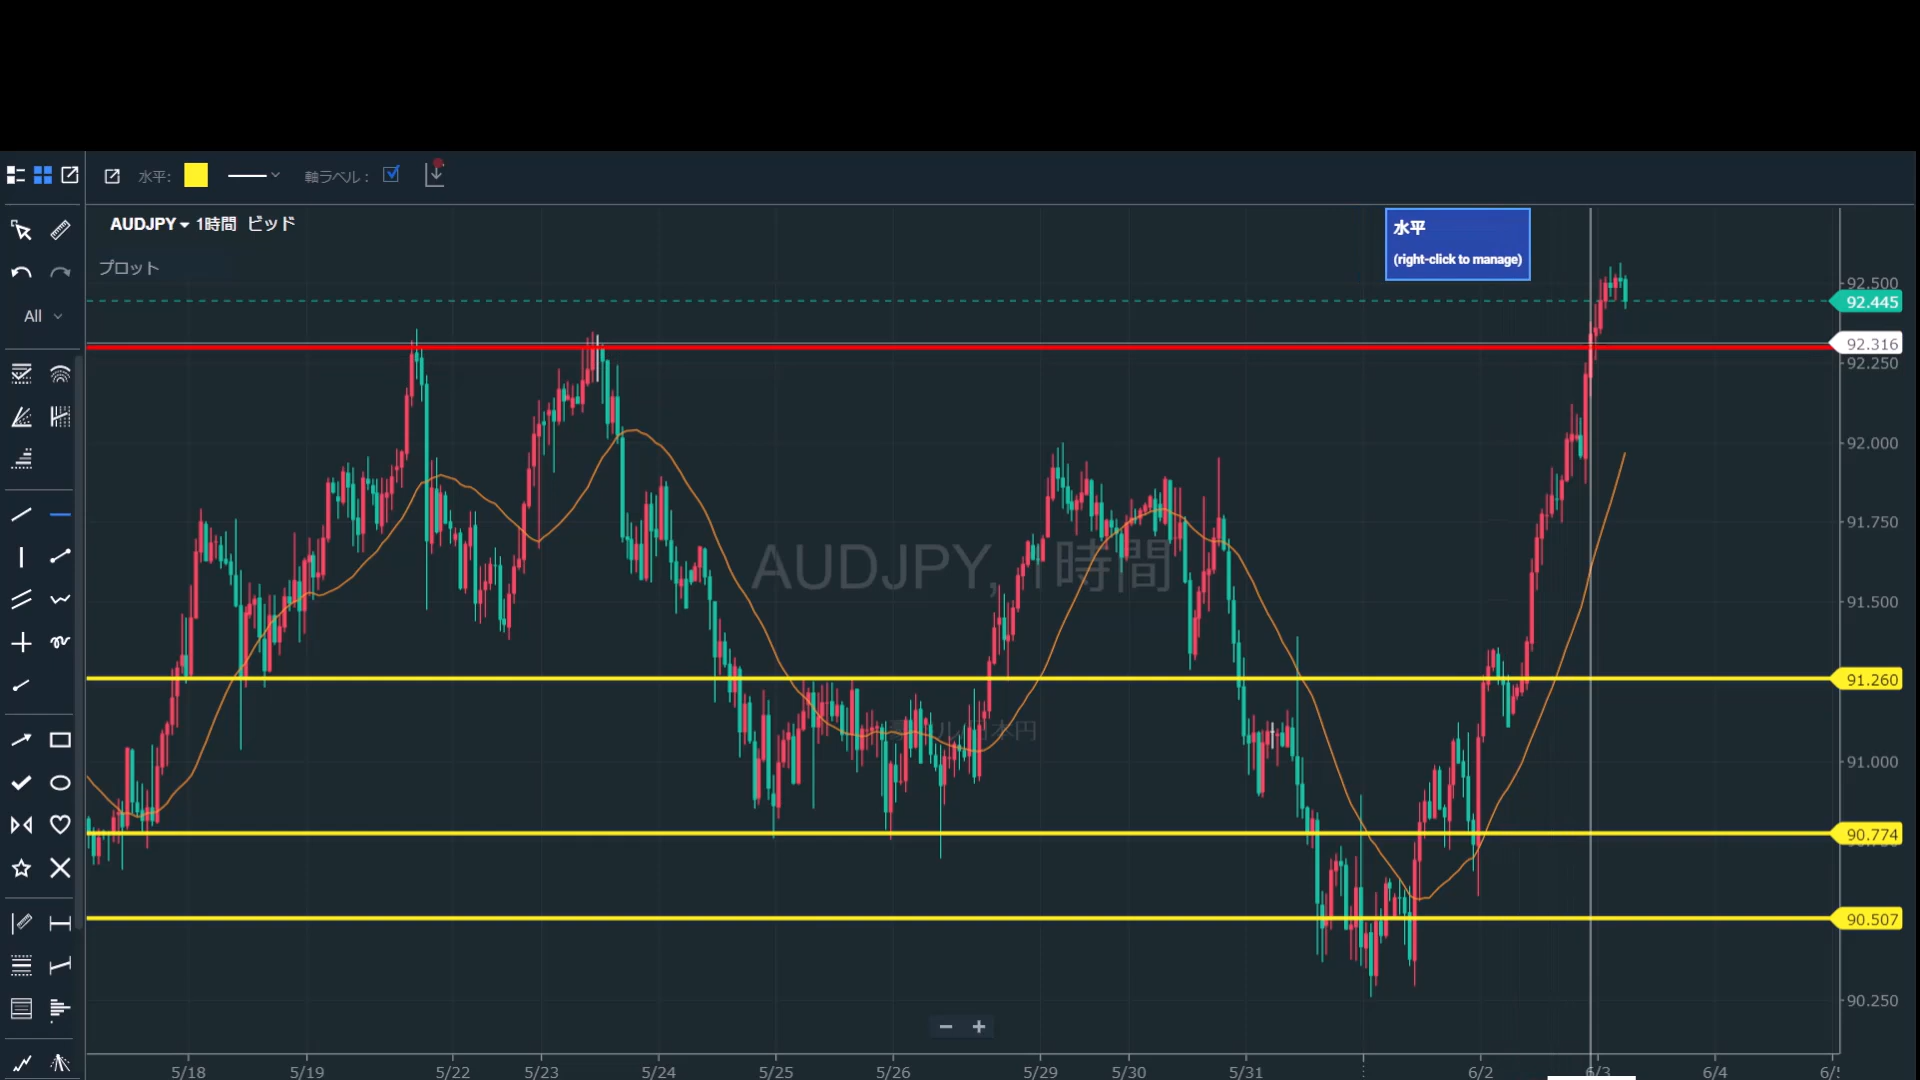 水平:
軸ラベル :
AUDJPY 1時間 ビッド
プロット
水平
(right-click to manage)
All
92.500
92.445
92.316
92.250
92.000
91.750
91.500
91.260
91.000
90.774
90.507
90.250
AUDJPY, 1時間
5/18 5/19 5/22 5/23 5/24 5/25 5/26 5/29 5/30 5/31 6/2 6/3 6/4